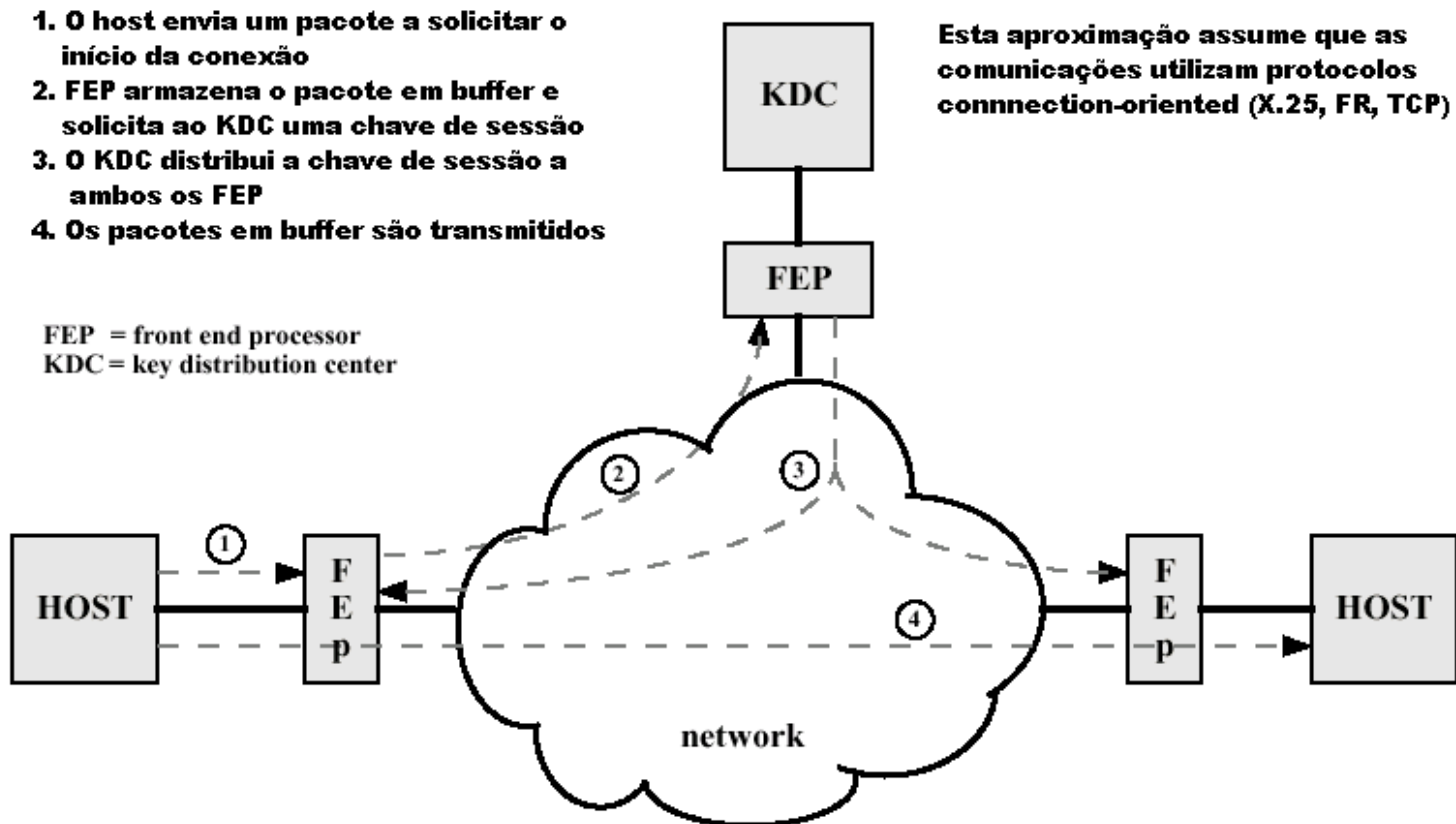 1. O host envia um pacote a solicitar o
início da conexão
2. FEP armazena o pacote em buffer e
solicita ao KDC uma chave de sessão
3. O KDC distribui a chave de sessão a
ambos os FEP
4. Os pacotes em buffer são transmitidos
Esta aproximação assume que as
comunicações utilizam protocolos
connnection-oriented (X.25, FR, TCP)
KDC
FEP
FEP = front end processor
KDC = key distribution center
2
3
1
HOST
F
E
p
4
F
E
p
HOST
network